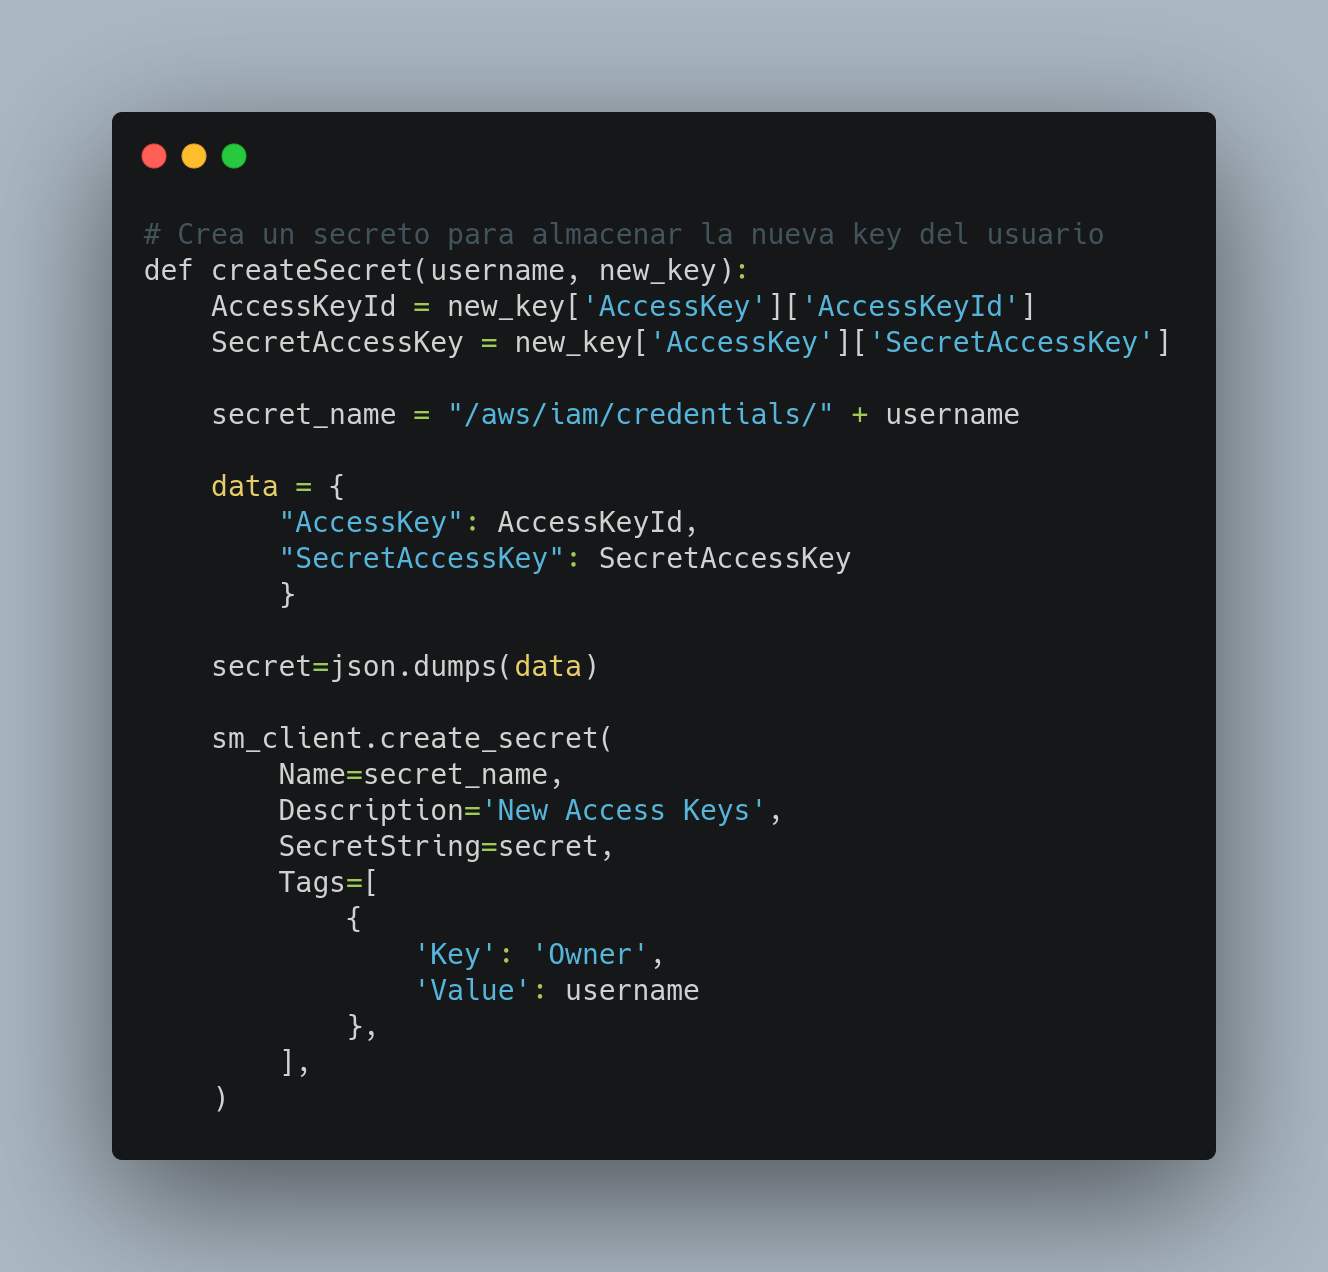 # Crea un secreto para almacenar la nueva key del usuario
def createSecret(username, new_key):
    AccessKeyId = new_key['AccessKey']['AccessKeyId']
    SecretAccessKey = new_key['AccessKey']['SecretAccessKey']

    secret_name = "/aws/iam/credentials/" + username

    data = {
        "AccessKey": AccessKeyId,
        "SecretAccessKey": SecretAccessKey
        }

    secret=json.dumps(data)

    sm_client.create_secret(
        Name=secret_name,
        Description='New Access Keys',
        SecretString=secret,
        Tags=[
            {
                'Key': 'Owner',
                'Value': username
            },
        ],
    )